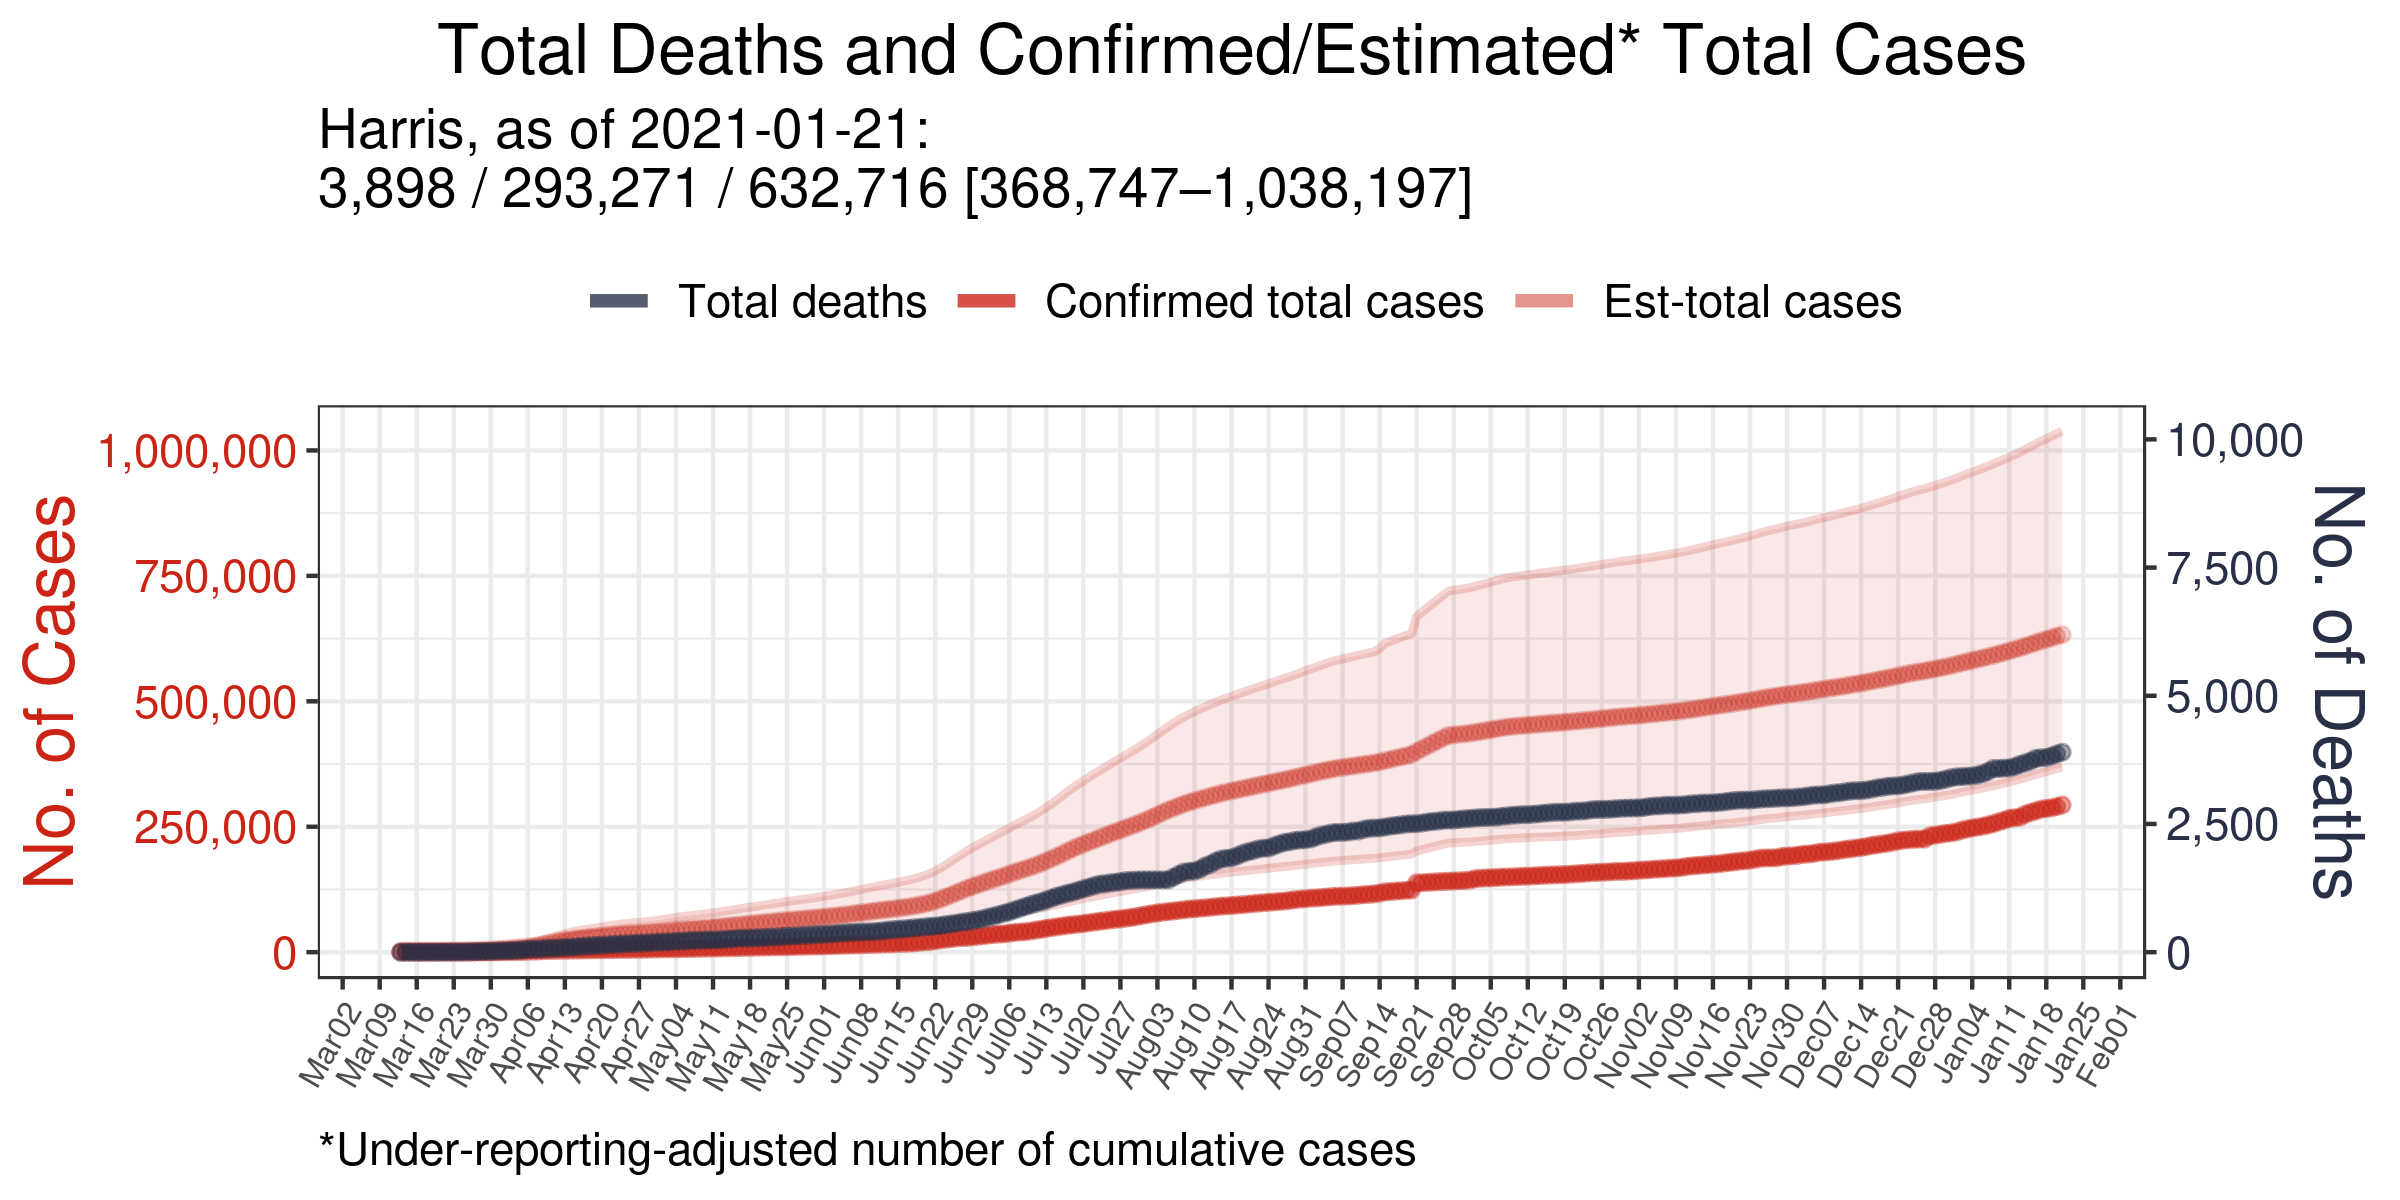 Total Deaths and Confirmed/Estimated* Total Cases
Harris, as of 2021-01-21:
3,898 / 293,271 / 632,716 [368,747–1,038,197]
Total deaths
Confirmed total cases
Est-total cases
No. of Cases
1,000,000
750,000
500,000
250,000
0
10,000
7,500
5,000
2,500
0
No. of Deaths
Mar02
Mar09
Mar16
Mar23
Mar30
Apr06
Apr13
Apr20
Apr27
May04
May11
May18
May25
Jun01
Jun08
Jun15
Jun22
Jun29
Jul06
Jul13
Jul20
Jul27
Aug03
Aug10
Aug17
Aug24
Aug31
Sep07
Sep14
Sep21
Sep28
Oct05
Oct12
Oct19
Oct26
Nov02
Nov09
Nov16
Nov23
Nov30
Dec07
Dec14
Dec21
Dec28
Jan04
Jan11
Jan18
Jan25
Feb01
*Under-reporting-adjusted number of cumulative cases